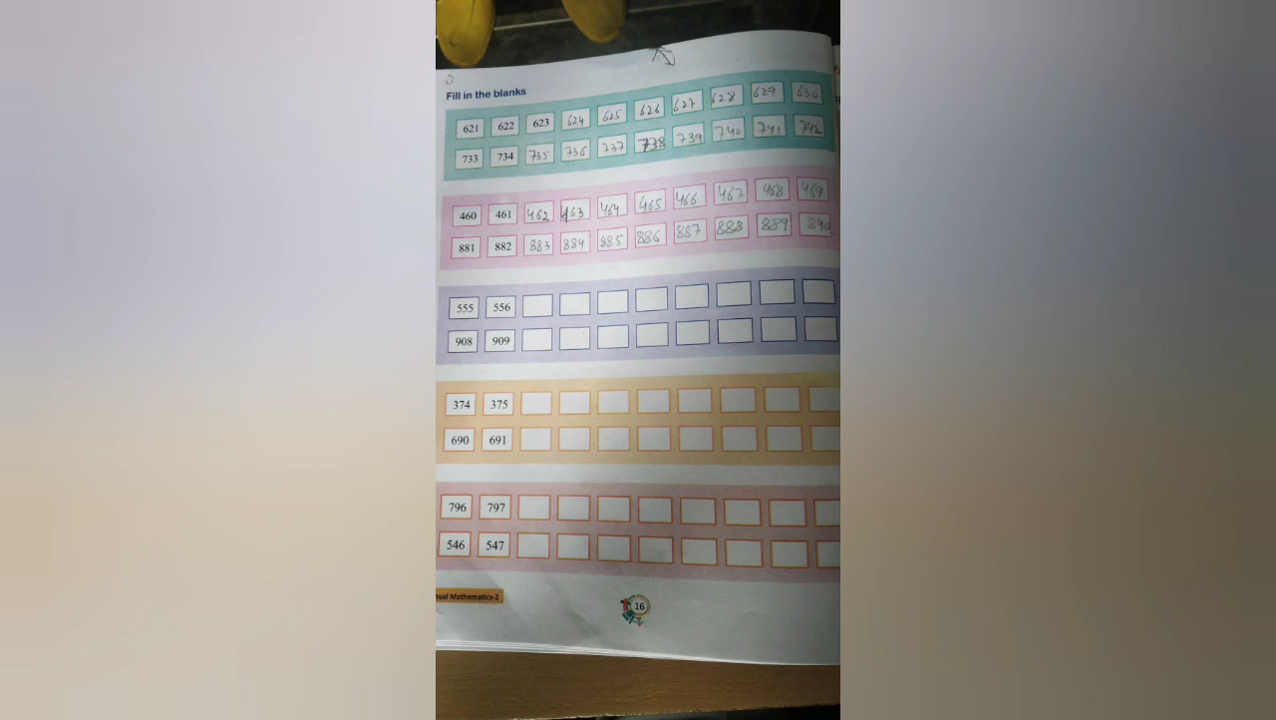 Fill in the blanks
621 622 623 624 625 626 627 628 629 630
733 734 735 736 737 738 739 740 741 742
460 461 462 463 464 465 466 467 468 469
881 882 883 884 885 886 887 888 889 890
555 556
908 909
374 375
690 691
796 797
546 547
ual Mathematics-2
16